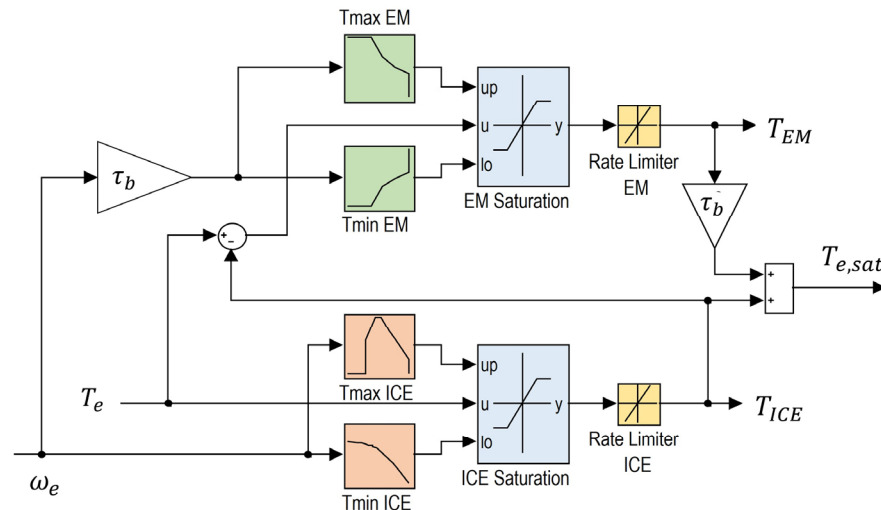 Tmax EM
up
u
lo
y
EM Saturation
Rate Limiter
EM
T_EM
τ_b
Tmin EM
τ_b
+
-
+
+
T_e,sat
T_e
Tmax ICE
up
u
lo
y
ICE Saturation
Rate Limiter
ICE
T_ICE
ω_e
Tmin ICE